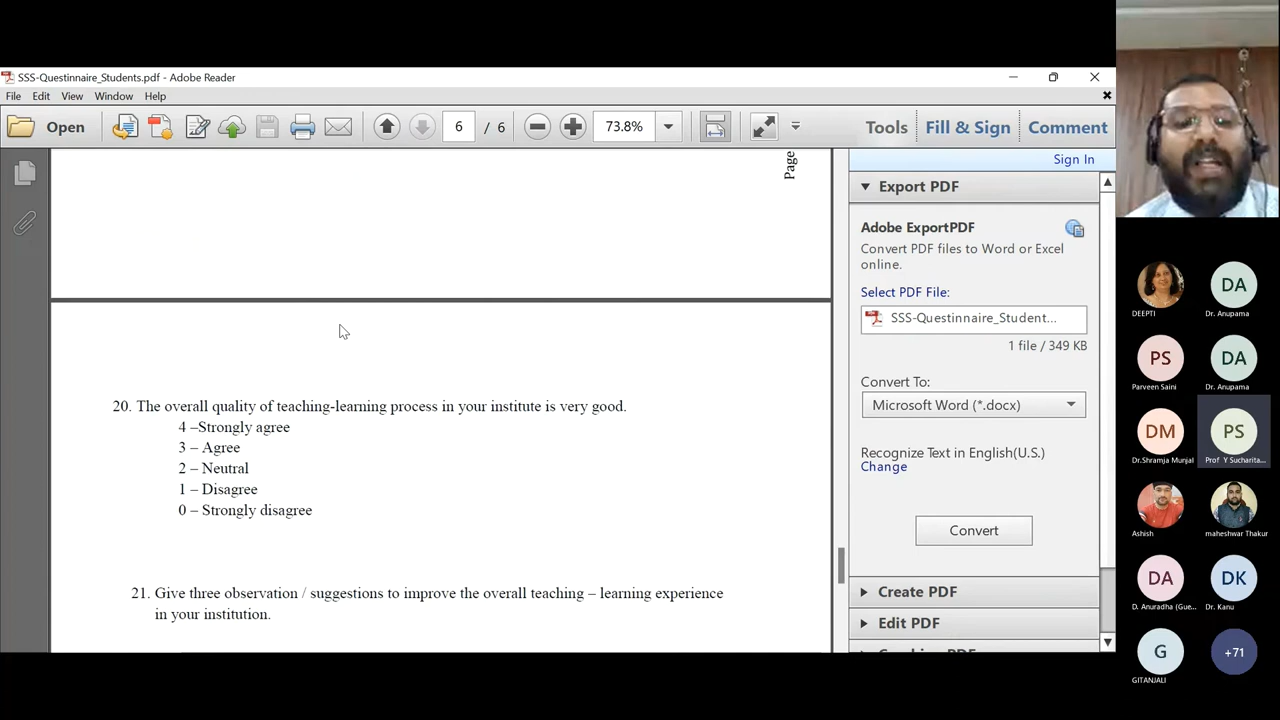 SSS-Questinnaire_Students.pdf - Adobe Reader
File Edit View Window Help
Open
6 / 6
73.8%
Tools
Fill & Sign
Comment
Sign In
Page
Export PDF
Adobe ExportPDF
Convert PDF files to Word or Excel
online.
Select PDF File:
SSS-Questinnaire_Student...
1 file / 349 KB
Convert To:
Microsoft Word (*.docx)
Recognize Text in English(U.S.)
Change
Convert
Create PDF
Edit PDF
20. The overall quality of teaching-learning process in your institute is very good.
4 –Strongly agree
3 – Agree
2 – Neutral
1 – Disagree
0 – Strongly disagree
21. Give three observation / suggestions to improve the overall teaching – learning experience
in your institution.
DEEPTI
DA
Dr. Anupama
PS
Parveen Saini
DA
Dr. Anupama
DM
Dr.Shramja Munjal
PS
Prof Y Sucharita...
Ashish
maheshwar Thakur
DA
D. Anuradha (Gue...
DK
Dr. Kanu
G
GITANJALI
+71